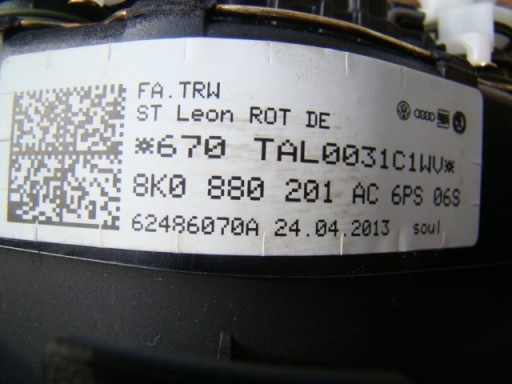 FA.TRW
ST Leon ROT DE
*670 TAL0031C1WV*
8K0 880 201 AC 6PS 06S
62486070A 24.04.2013 soul